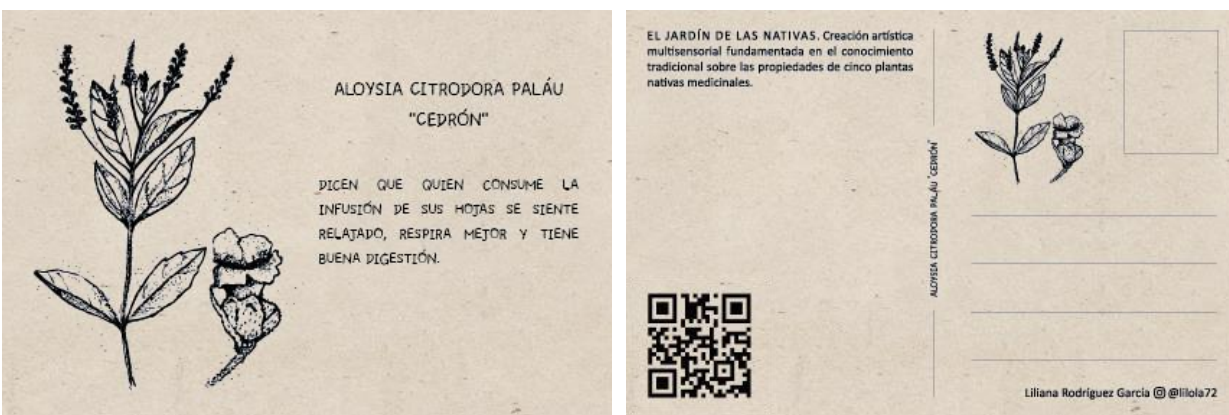 ALOYSIA CITRODORA PALÁU
"CEDRÓN"
DICEN QUE QUIEN CONSUME LA
INFUSIÓN DE SUS HOJAS SE SIENTE
RELAJADO, RESPIRA MEJOR Y TIENE
BUENA DIGESTIÓN.
EL JARDÍN DE LAS NATIVAS. Creación artística
multisensorial fundamentada en el conocimiento
tradicional sobre las propiedades de cinco plantas
nativas medicinales.
ALOYSIA CITRODORA PALÁU "CEDRÓN"
Liliana Rodríguez García @lilola72